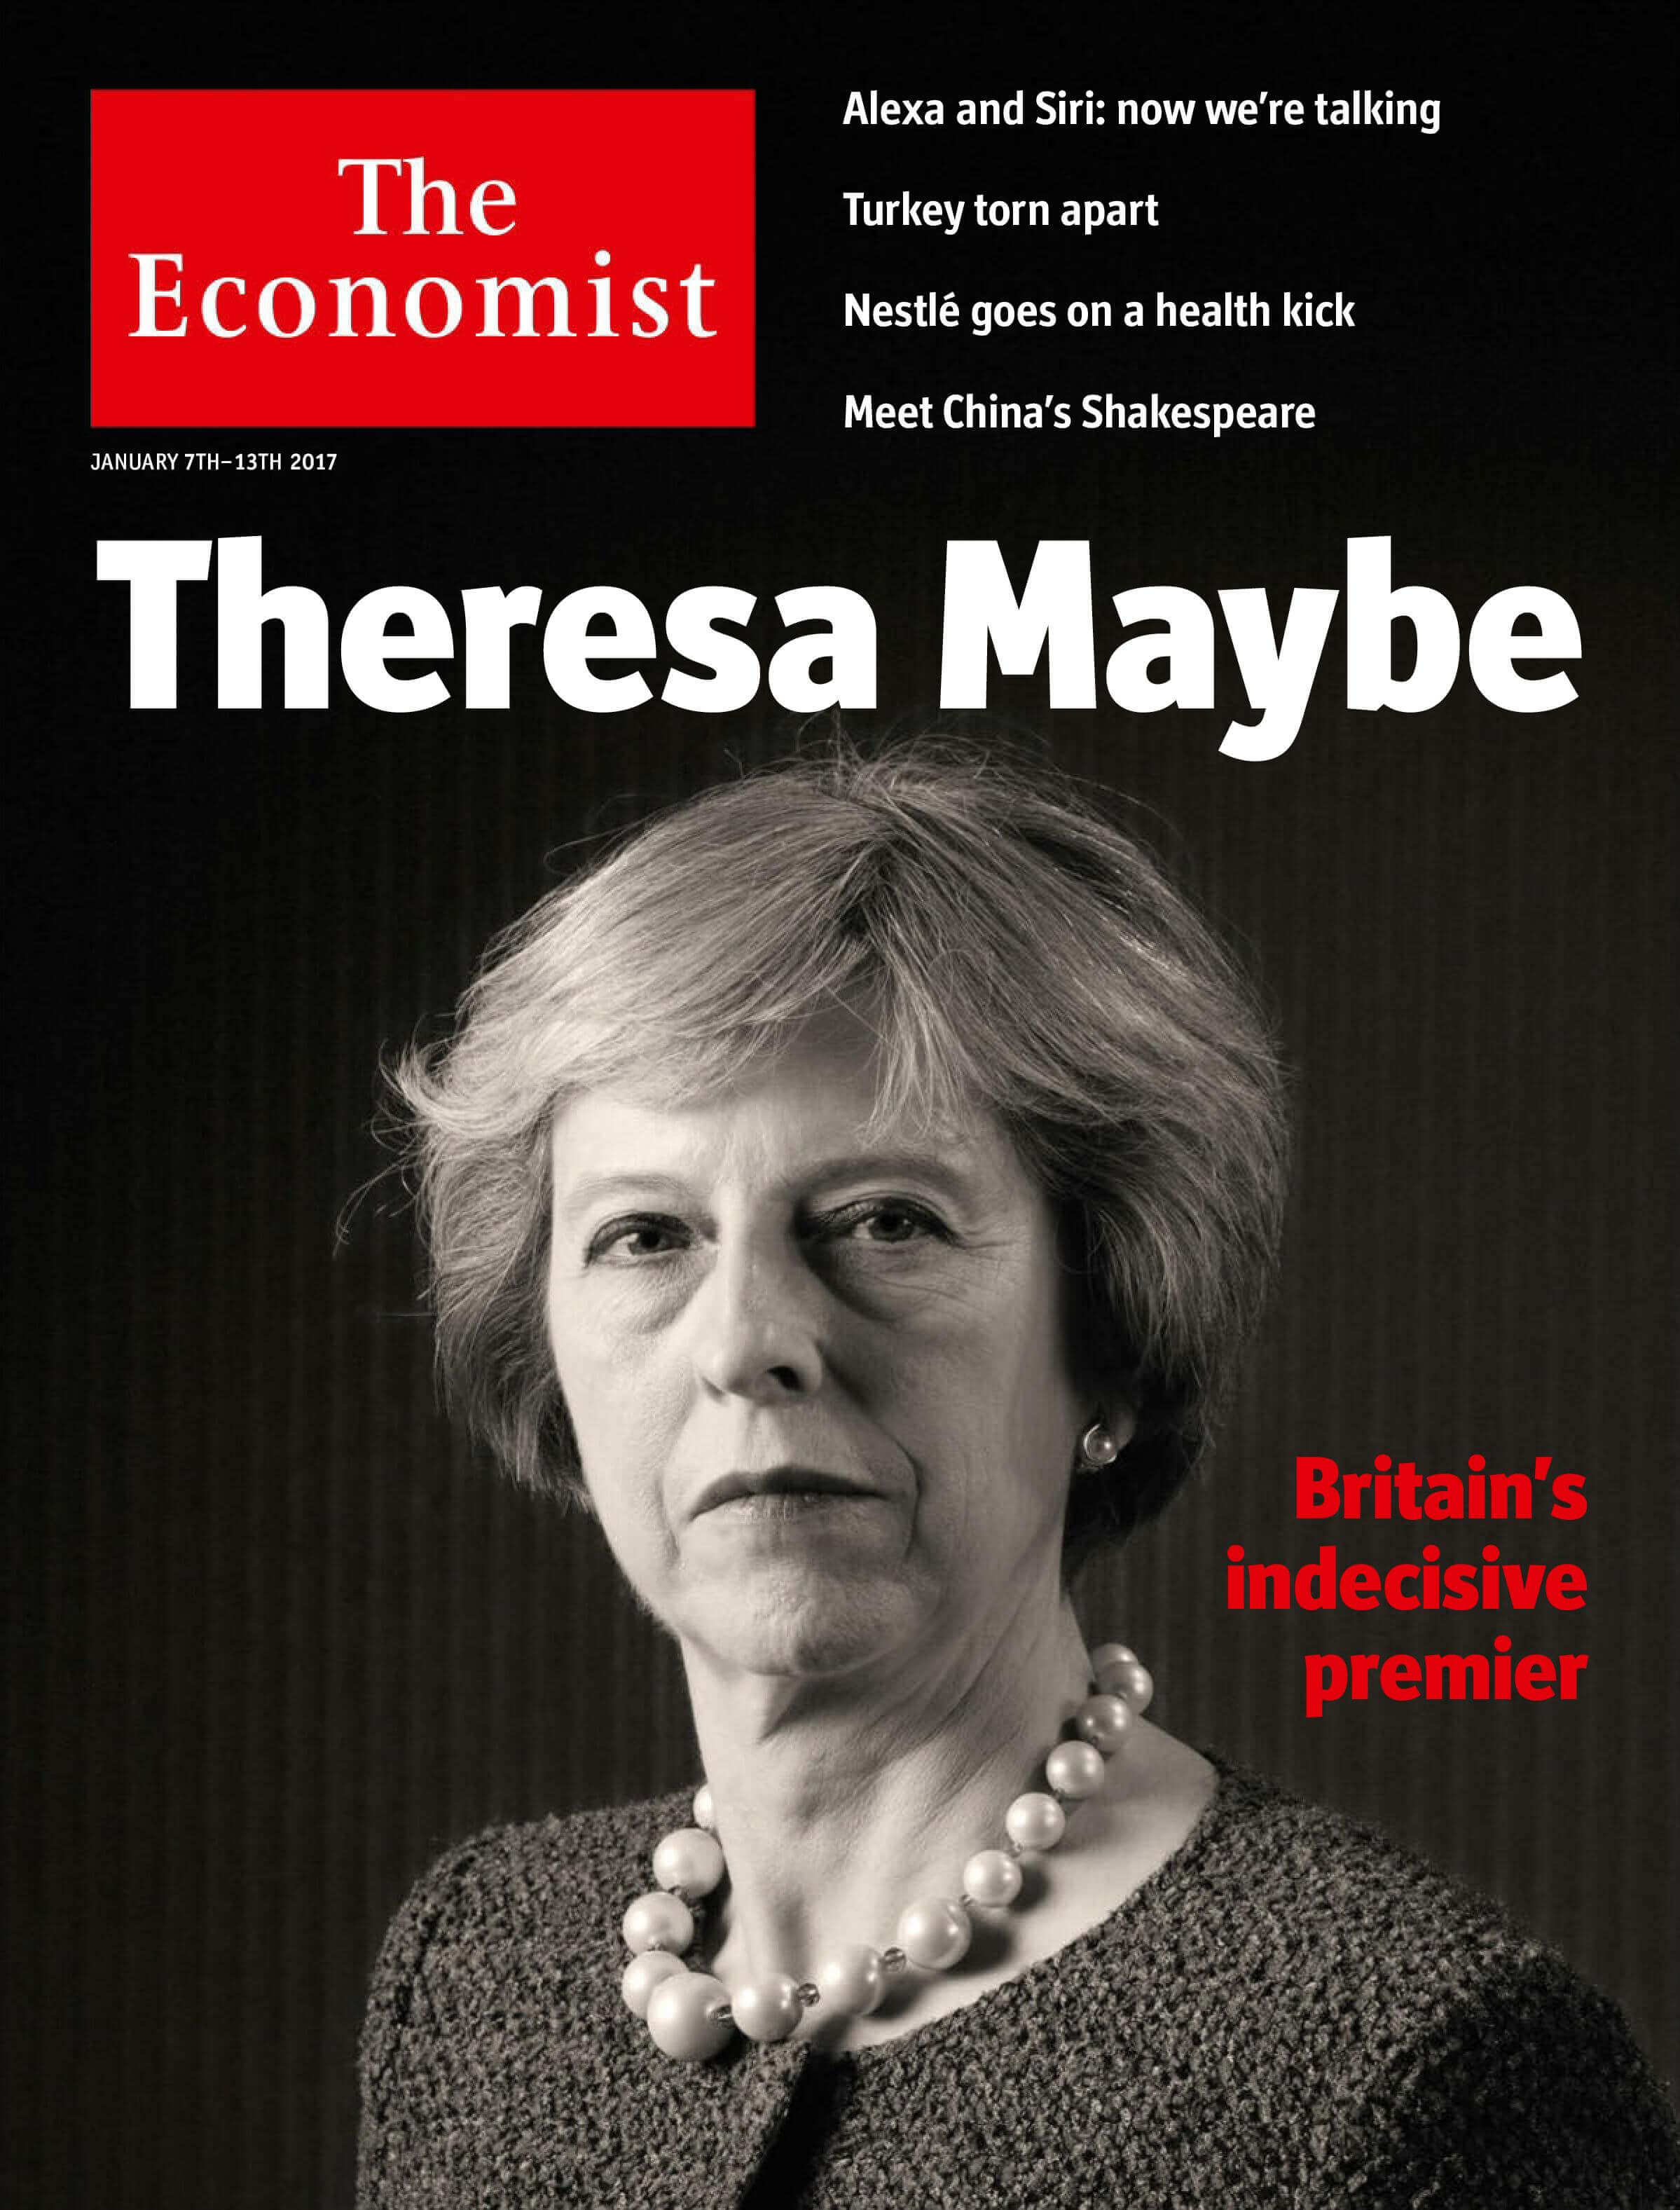 The
Economist
JANUARY 7TH–13TH 2017
Alexa and Siri: now we're talking
Turkey torn apart
Nestlé goes on a health kick
Meet China's Shakespeare
Theresa Maybe
Britain's
indecisive
premier